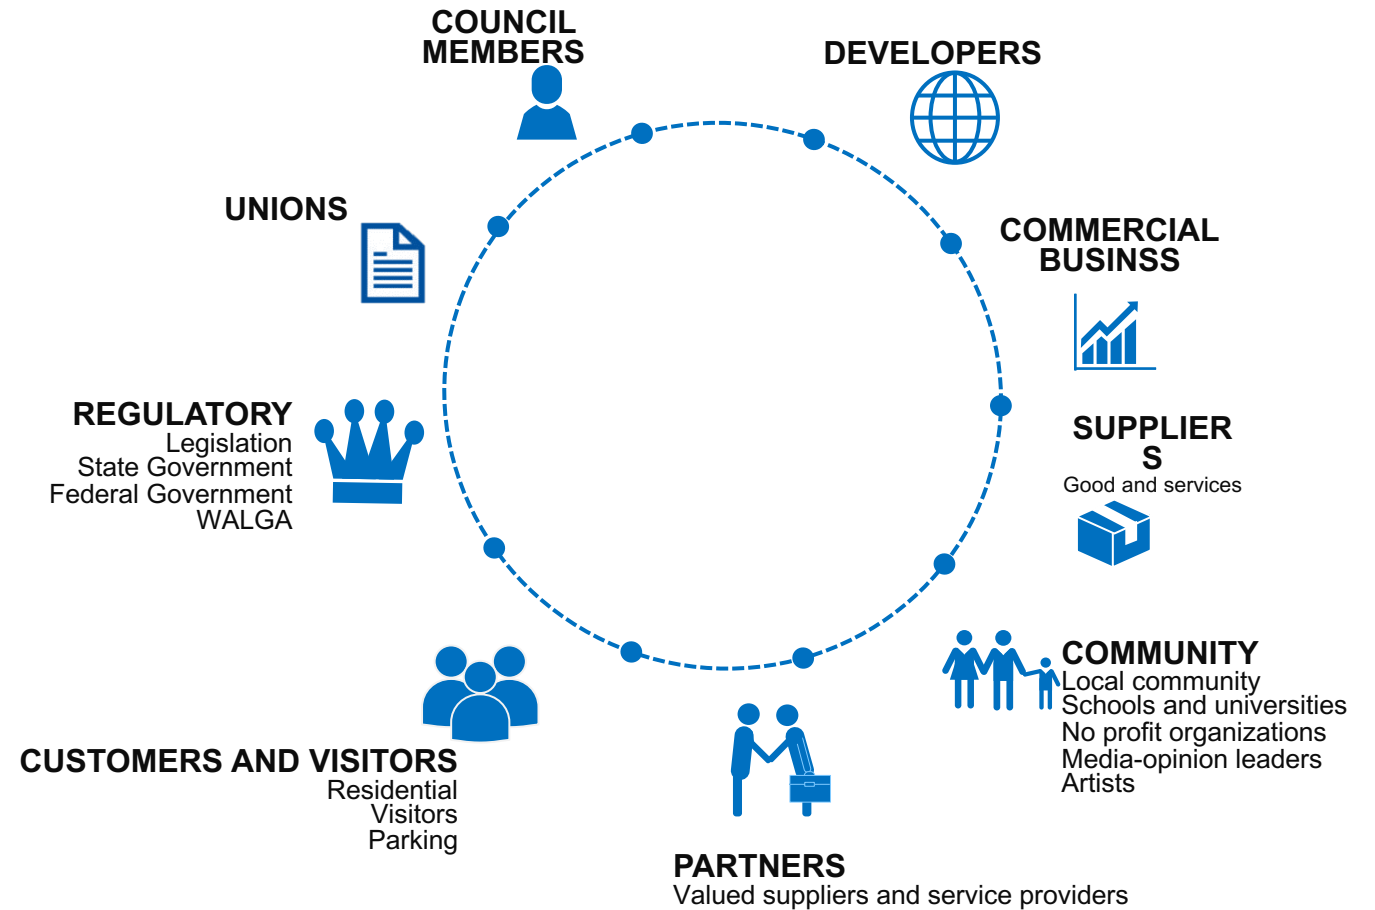 COUNCIL
MEMBERS
DEVELOPERS
UNIONS
COMMERCIAL
BUSINSS
REGULATORY
Legislation
State Government
Federal Government
WALGA
SUPPLIER
S
Good and services
COMMUNITY
Local community
Schools and universities
No profit organizations
Media-opinion leaders
Artists
CUSTOMERS AND VISITORS
Residential
Visitors
Parking
PARTNERS
Valued suppliers and service providers